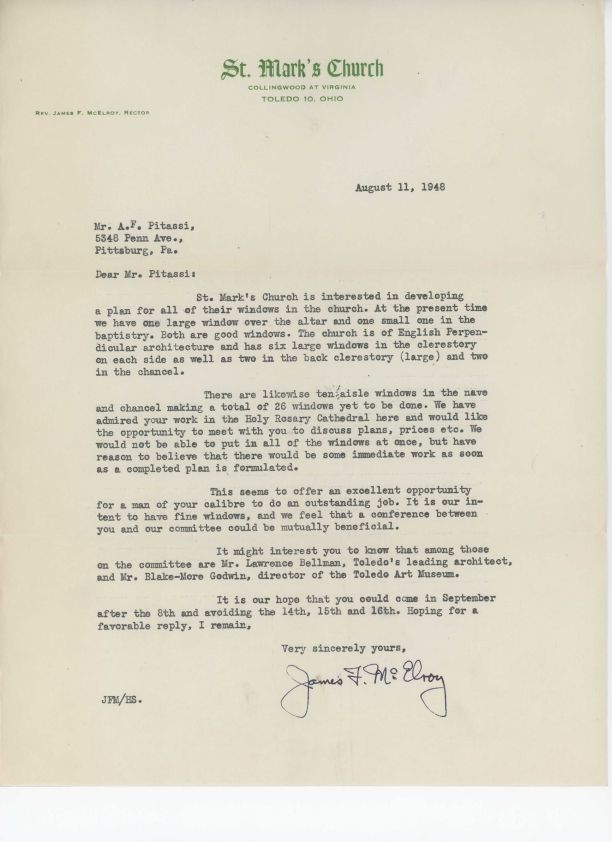 St. Mark's Church
COLLINGWOOD AT VIRGINIA
TOLEDO 10, OHIO
REV. JAMES F. McELROY, RECTOR
August 11, 1948
Mr. A.F. Pitassi,
5348 Penn Ave.,
Pittsburg, Pa.
Dear Mr. Pitassi:
St. Mark's Church is interested in developing
a plan for all of their windows in the church. At the present time
we have one large window over the altar and one small one in the
baptistry. Both are good windows. The church is of English Perpen-
dicular architecture and has six large windows in the clerestory
on each side as well as two in the back clerestory (large) and two
in the chancel.
There are likewise ten aisle windows in the nave
and chancel making a total of 26 windows yet to be done. We have
admired your work in the Holy Rosary Cathedral here and would like
the opportunity to meet with you to discuss plans, prices etc. We
would not be able to put in all of the windows at once, but have
reason to believe that there would be some immediate work as soon
as a completed plan is formulated.
This seems to offer an excellent opportunity
for a man of your calibre to do an outstanding job. It is our in-
tent to have fine windows, and we feel that a conference between
you and our committee could be mutually beneficial.
It might interest you to know that among those
on the committee are Mr. Lawrence Bellman, Toledo's leading architect,
and Mr. Blake-More Godwin, director of the Toledo Art Museum.
It is our hope that you could come in September
after the 8th and avoiding the 14th, 15th and 16th. Hoping for a
favorable reply, I remain,
Very sincerely yours,
James F. McElroy
JFM/HS.